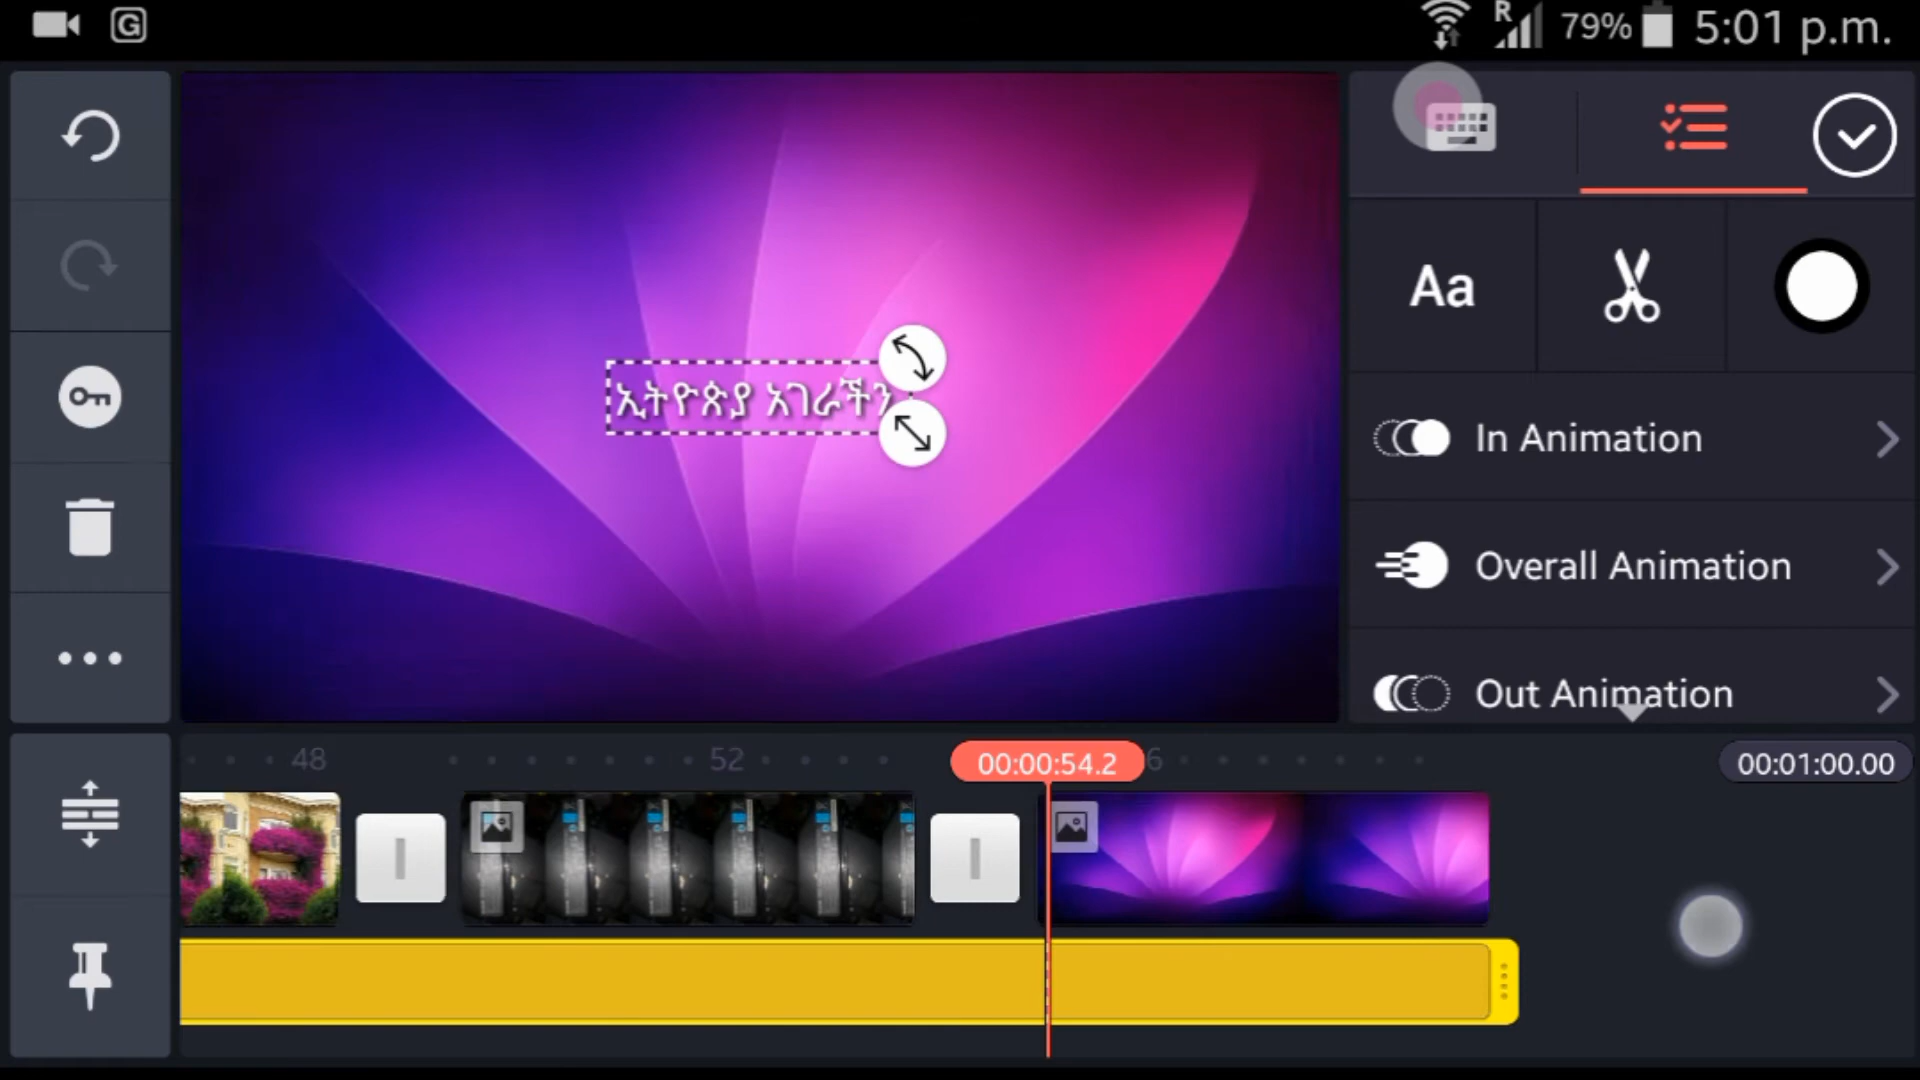 G R 79% 5:01 p.m.
ኢትዮጵያ አገራችን
Aa
In Animation
Overall Animation
Out Animation
48 52 00:00:54.2 6 00:01:00.00